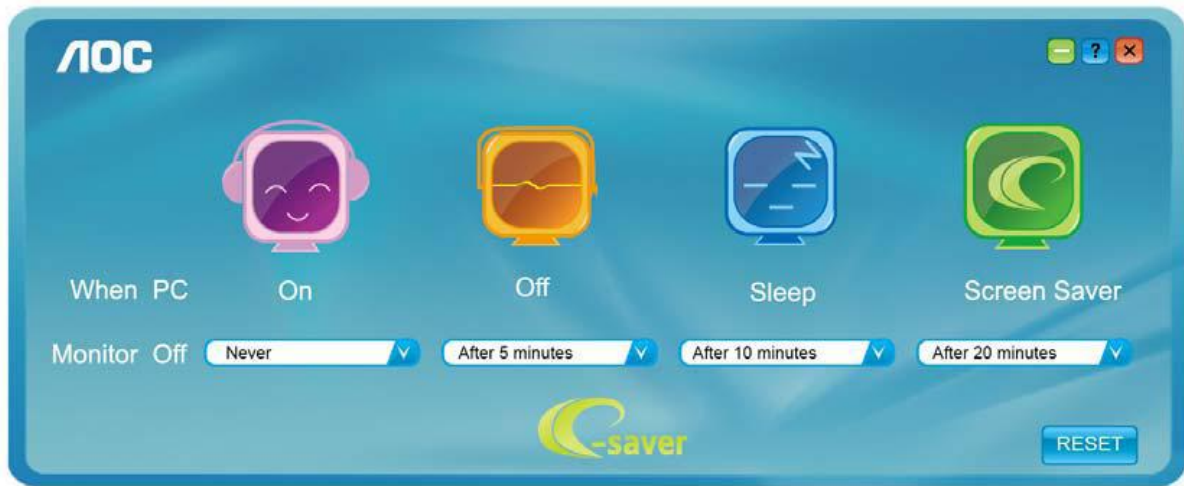 AOC
?
When PC On Off Sleep Screen Saver
Monitor Off Never After 5 minutes After 10 minutes After 20 minutes
e-saver
RESET